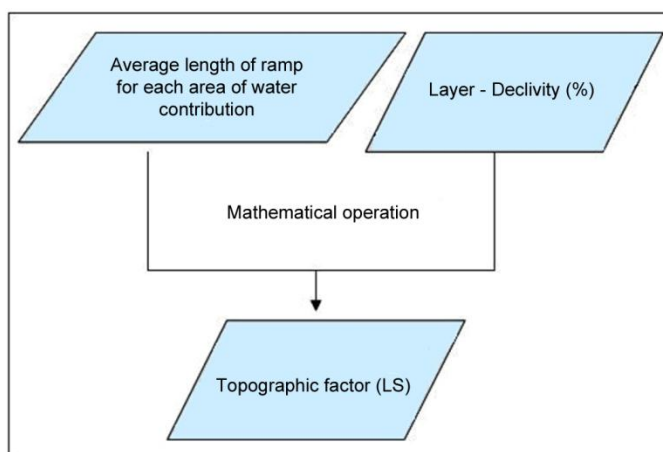 Average length of ramp
for each area of water
contribution
Layer - Declivity (%)
Mathematical operation
Topographic factor (LS)